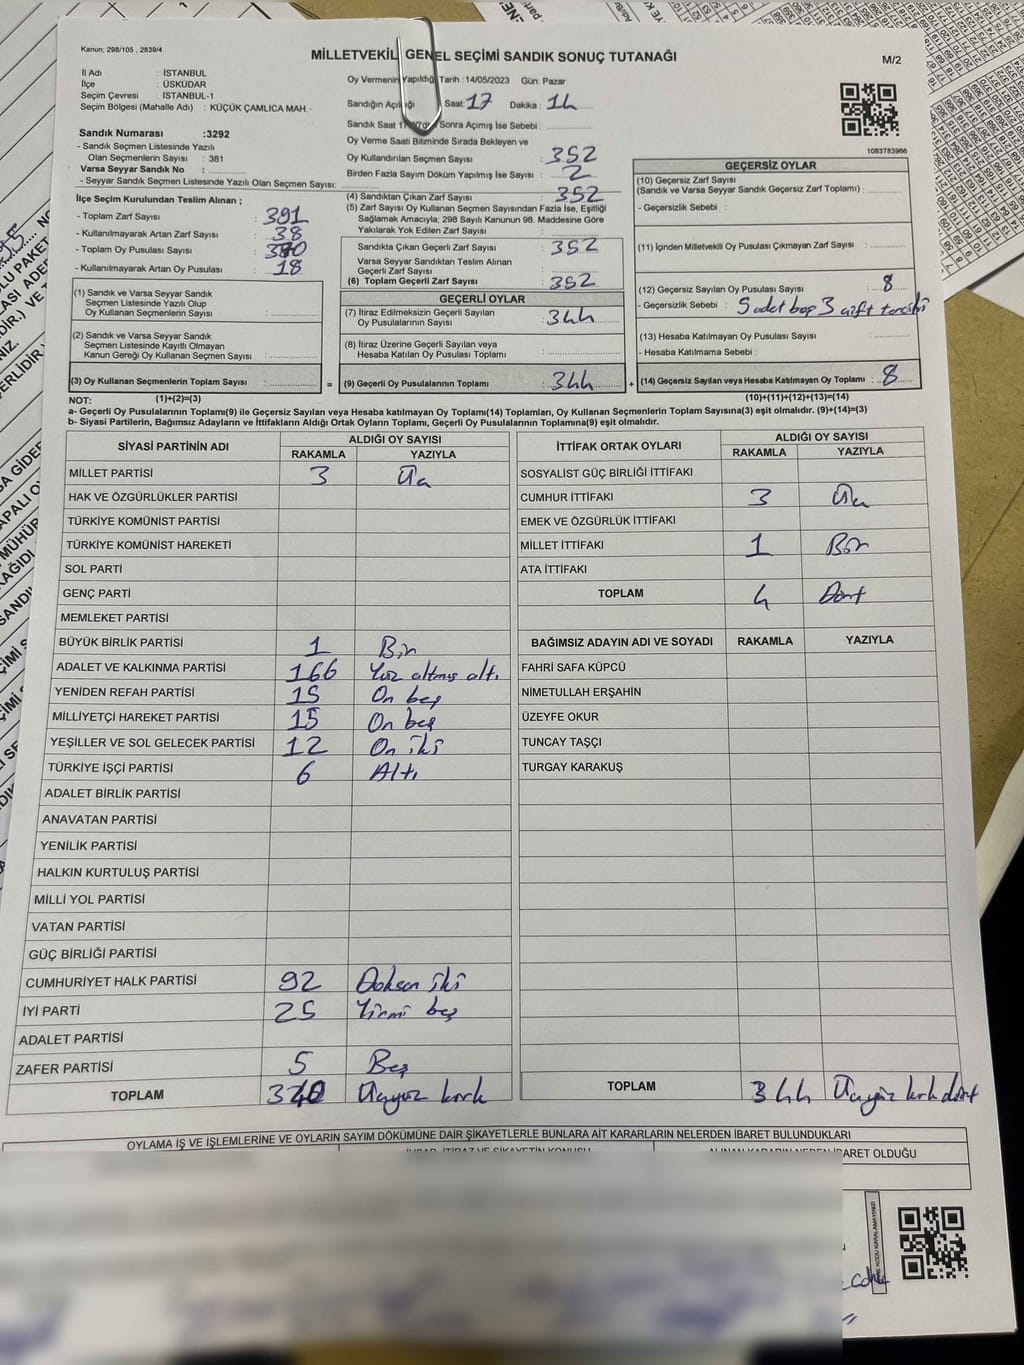 Kanun; 298/105 , 2839/4
MİLLETVEKİL GENEL SEÇİMİ SANDIK SONUÇ TUTANAĞI
M/2
İl Adı : İSTANBUL
İlçe : ÜSKÜDAR
Seçim Çevresi : İSTANBUL-1
Seçim Bölgesi (Mahalle Adı) : KÜÇÜK ÇAMLICA MAH.-
Sandık Numarası :3292
- Sandık Seçmen Listesinde Yazılı
Olan Seçmenlerin Sayısı : 381
Varsa Seyyar Sandık No :
- Seyyar Sandık Seçmen Listesinde Yazılı Olan Seçmen Sayısı:
İlçe Seçim Kurulundan Teslim Alınan ;
- Toplam Zarf Sayısı : 391
- Kullanılmayarak Artan Zarf Sayısı : 38
- Toplam Oy Pusulası Sayısı :
- Kullanılmayarak Artan Oy Pusulası : 18
Oy Vermenin Yapıldığı Tarih :14/05/2023 Gün: Pazar
Sandığın Açıldığı Saat: 17 Dakika : 14
Sandık Saat Sonra Açımış İse Sebebi :
Oy Verme Saati Bitiminde Sırada Bekleyen ve
Oy Kullandırılan Seçmen Sayısı : 352
Birden Fazla Sayım Döküm Yapılmış İse Sayısı : 2
(4) Sandıktan Çıkan Zarf Sayısı : 352
(5) Zarf Sayısı Oy Kullanan Seçmen Sayısından Fazla İse, Eşitliği
Sağlamak Amacıyla, 298 Sayılı Kanunun 98. Maddesine Göre
Yakılarak Yok Edilen Zarf Sayısı :
Sandıkta Çıkan Geçerli Zarf Sayısı : 352
Varsa Seyyar Sandıktan Teslim Alınan
Geçerli Zarf Sayısı :
(6) Toplam Geçerli Zarf Sayısı : 352
1083783966
GEÇERSİZ OYLAR
(10) Geçersiz Zarf Sayısı
(Sandık ve Varsa Seyyar Sandık Geçersiz Zarf Toplamı) :
- Geçersizlik Sebebi :
(11) İçinden Milletvekili Oy Pusulası Çıkmayan Zarf Sayısı :
(12) Geçersiz Sayılan Oy Pusulası Sayısı : 8
- Geçersizlik Sebebi : 5 adet boş 3 çift tercihi
(13) Hesaba Katılmayan Oy Pusulası Sayısı :
- Hesaba Katılmama Sebebi :
(14) Geçersiz Sayılan veya Hesaba Katılmayan Oy Toplamı : 8
(10)+(11)+(12)+(13)=(14)
(1) Sandık ve Varsa Seyyar Sandık
Seçmen Listesinde Yazılı Olup
Oy Kullanan Seçmenlerin Sayısı :
(2) Sandık ve Varsa Seyyar Sandık
Seçmen Listesinde Kayıtlı Olmayan
Kanun Gereği Oy Kullanan Seçmen Sayısı :
(3) Oy Kullanan Seçmenlerin Toplam Sayısı :
(1)+(2)=(3)
=
GEÇERLİ OYLAR
(7) İtiraz Edilmeksizin Geçerli Sayılan
Oy Pusulalarının Sayısı : 344
(8) İtiraz Üzerine Geçerli Sayılan veya
Hesaba Katılan Oy Pusulası Toplamı :
(9) Geçerli Oy Pusulalarının Toplamı : 344
+
NOT:
a- Geçerli Oy Pusulalarının Toplamı(9) ile Geçersiz Sayılan veya Hesaba katılmayan Oy Toplamı(14) Toplamları, Oy Kullanan Seçmenlerin Toplam Sayısına(3) eşit olmalıdır. (9)+(14)=(3)
b- Siyasi Partilerin, Bağımsız Adayların ve İttifakların Aldığı Ortak Oyların Toplamı, Geçerli Oy Pusulalarının Toplamına(9) eşit olmalıdır.
SİYASİ PARTİNİN ADI ALDIĞI OY SAYISI
RAKAMLA YAZIYLA
MİLLET PARTİSİ 3 Üç
HAK VE ÖZGÜRLÜKLER PARTİSİ
TÜRKİYE KOMÜNİST PARTİSİ
TÜRKİYE KOMÜNİST HAREKETİ
SOL PARTİ
GENÇ PARTİ
MEMLEKET PARTİSİ
BÜYÜK BİRLİK PARTİSİ 1 Bir
ADALET VE KALKINMA PARTİSİ 166 Yüz altmış altı
YENİDEN REFAH PARTİSİ 15 On beş
MİLLİYETÇİ HAREKET PARTİSİ 15 On beş
YEŞİLLER VE SOL GELECEK PARTİSİ 12 On iki
TÜRKİYE İŞÇİ PARTİSİ 6 Altı
ADALET BİRLİK PARTİSİ
ANAVATAN PARTİSİ
YENİLİK PARTİSİ
HALKIN KURTULUŞ PARTİSİ
MİLLİ YOL PARTİSİ
VATAN PARTİSİ
GÜÇ BİRLİĞİ PARTİSİ
CUMHURİYET HALK PARTİSİ 92 Doksan iki
İYİ PARTİ 25 Yirmi beş
ADALET PARTİSİ
ZAFER PARTİSİ 5 Beş
TOPLAM 340 Üçyüz kırk
İTTİFAK ORTAK OYLARI ALDIĞI OY SAYISI
RAKAMLA YAZIYLA
SOSYALİST GÜÇ BİRLİĞİ İTTİFAKI
CUMHUR İTTİFAKI 3 Üç
EMEK VE ÖZGÜRLÜK İTTİFAKI
MİLLET İTTİFAKI 1 Bir
ATA İTTİFAKI
TOPLAM 4 Dört
BAĞIMSIZ ADAYIN ADI VE SOYADI RAKAMLA YAZIYLA
FAHRİ SAFA KÜPCÜ
NİMETULLAH ERŞAHİN
ÜZEYFE OKUR
TUNCAY TAŞÇI
TURGAY KARAKUŞ
TOPLAM 344 Üçyüz kırk dört
OYLAMA İŞ VE İŞLEMLERİNE VE OYLARIN SAYIM DÖKÜMÜNE DAİR ŞİKAYETLERLE BUNLARA AİT KARARLARIN NELERDEN İBARET BULUNDUKLARI
BARET OLDUĞU